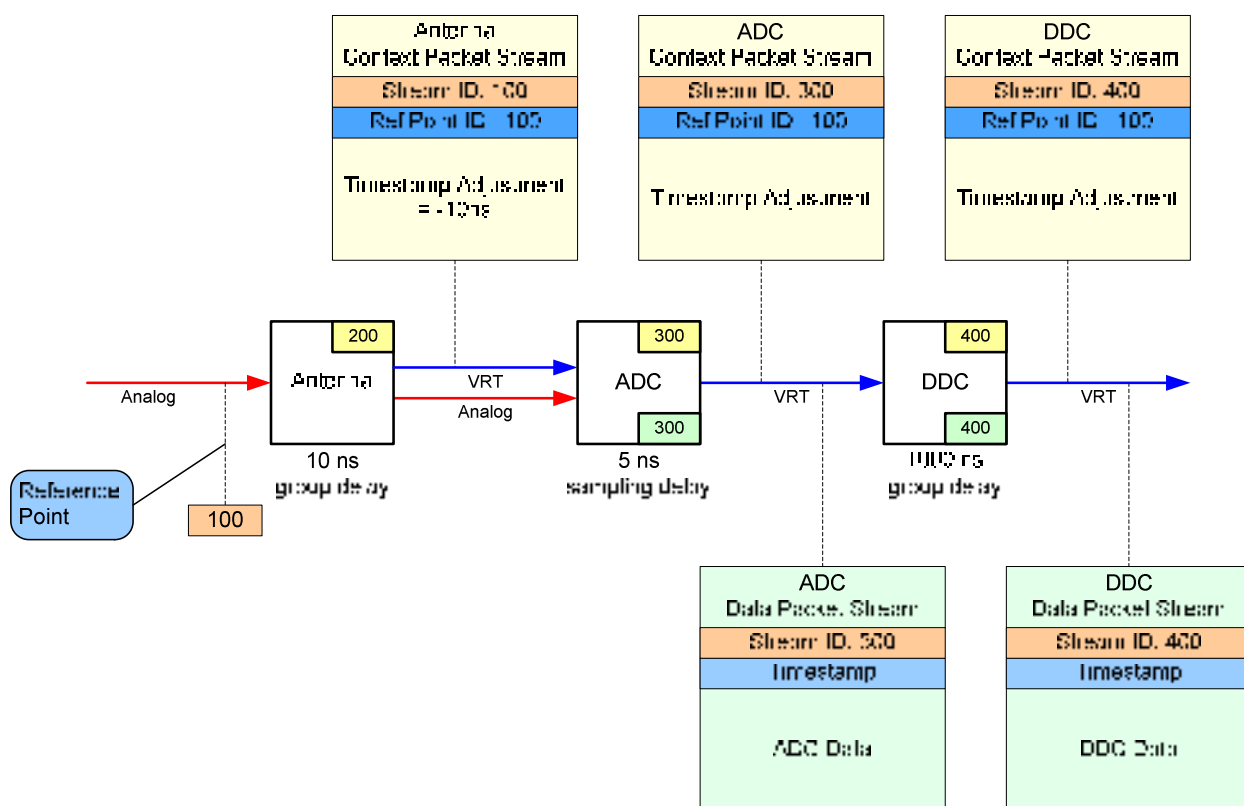 Antenna
Context Packet Stream
Stream ID:
Ref Point ID
Timestamp Adjustment
= -10ns
ADC
Context Packet Stream
Stream ID: 300
Ref Point ID
Timestamp Adjustment
DDC
Context Packet Stream
Stream ID: 400
Ref Point ID
Timestamp Adjustment
200
Antenna
10 ns
group delay
300
ADC
300
5 ns
sampling delay
400
DDC
400
ns
group delay
Analog
VRT
Analog
VRT
VRT
Reference
Point
100
ADC
Data Packet Stream
Stream ID: 300
Timestamp
ADC Data
DDC
Data Packet Stream
Stream ID: 400
Timestamp
DDC Data